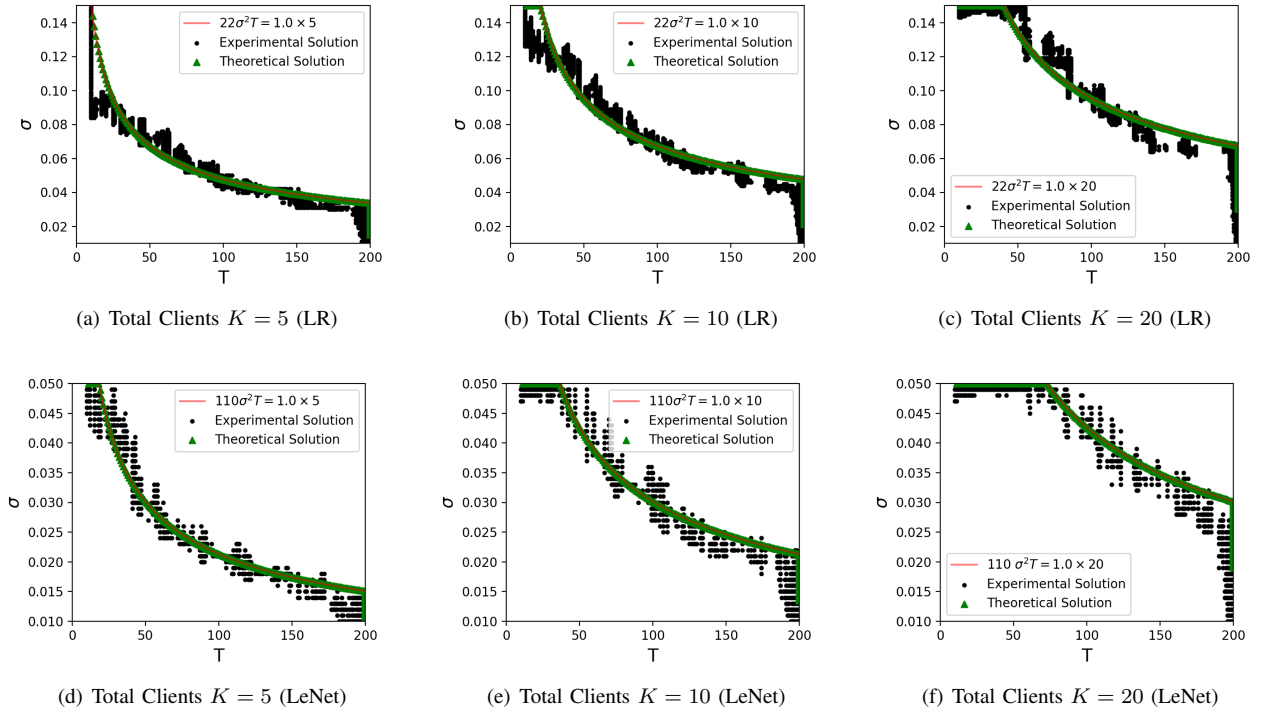 0.14
0.12
0.10
0.08
0.06
0.04
0.02
σ
0 50 100 150 200
T
22σ²T = 1.0 × 5
Experimental Solution
Theoretical Solution
(a) Total Clients K = 5 (LR)
0.14
0.12
0.10
0.08
0.06
0.04
0.02
σ
0 50 100 150 200
T
22σ²T = 1.0 × 10
Experimental Solution
Theoretical Solution
(b) Total Clients K = 10 (LR)
0.14
0.12
0.10
0.08
0.06
0.04
0.02
σ
0 50 100 150 200
T
22σ²T = 1.0 × 20
Experimental Solution
Theoretical Solution
(c) Total Clients K = 20 (LR)
0.050
0.045
0.040
0.035
0.030
0.025
0.020
0.015
0.010
σ
0 50 100 150 200
T
110σ²T = 1.0 × 5
Experimental Solution
Theoretical Solution
(d) Total Clients K = 5 (LeNet)
0.050
0.045
0.040
0.035
0.030
0.025
0.020
0.015
0.010
σ
0 50 100 150 200
T
110σ²T = 1.0 × 10
Experimental Solution
Theoretical Solution
(e) Total Clients K = 10 (LeNet)
0.050
0.045
0.040
0.035
0.030
0.025
0.020
0.015
0.010
σ
0 50 100 150 200
T
110 σ²T = 1.0 × 20
Experimental Solution
Theoretical Solution
(f) Total Clients K = 20 (LeNet)